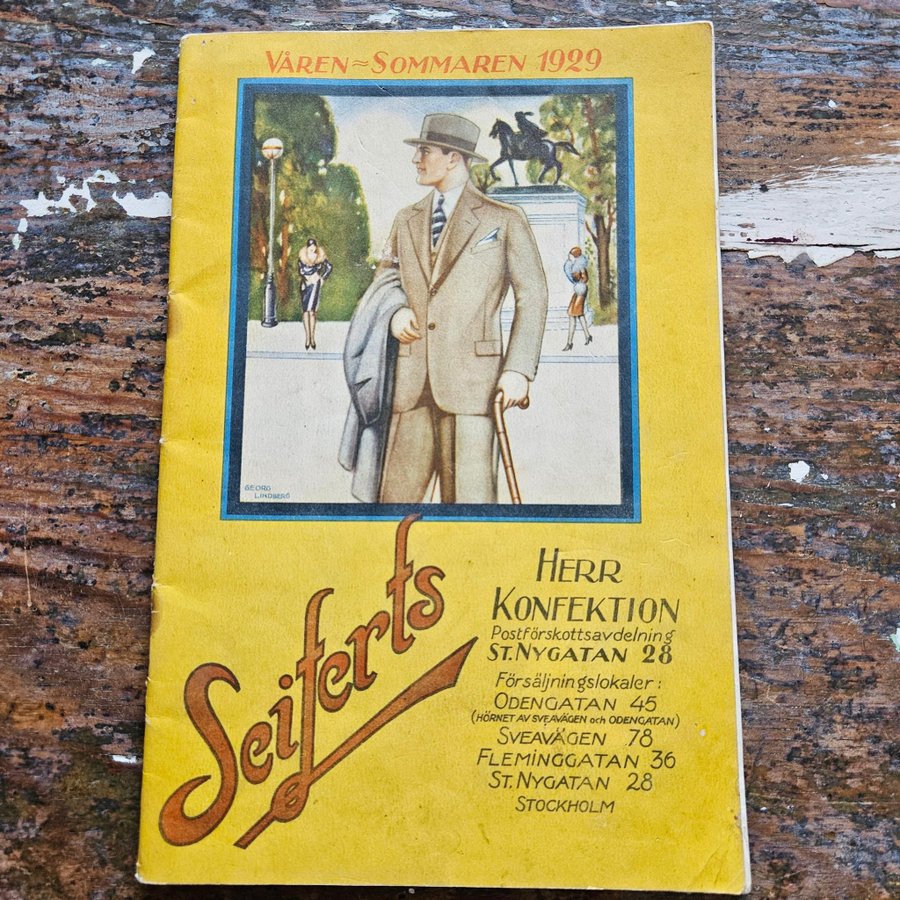 VÅREN ~ SOMMAREN 1929
GEORG
LINDBERG
Seiferts
HERR
KONFEKTION
Postförskottsavdelning
ST. NYGATAN 28
Försäljningslokaler:
ODENGATAN 45
(HÖRNET AV SVEAVÄGEN och ODENGATAN)
SVEAVÄGEN 78
FLEMINGGATAN 36
ST. NYGATAN 28
STOCKHOLM